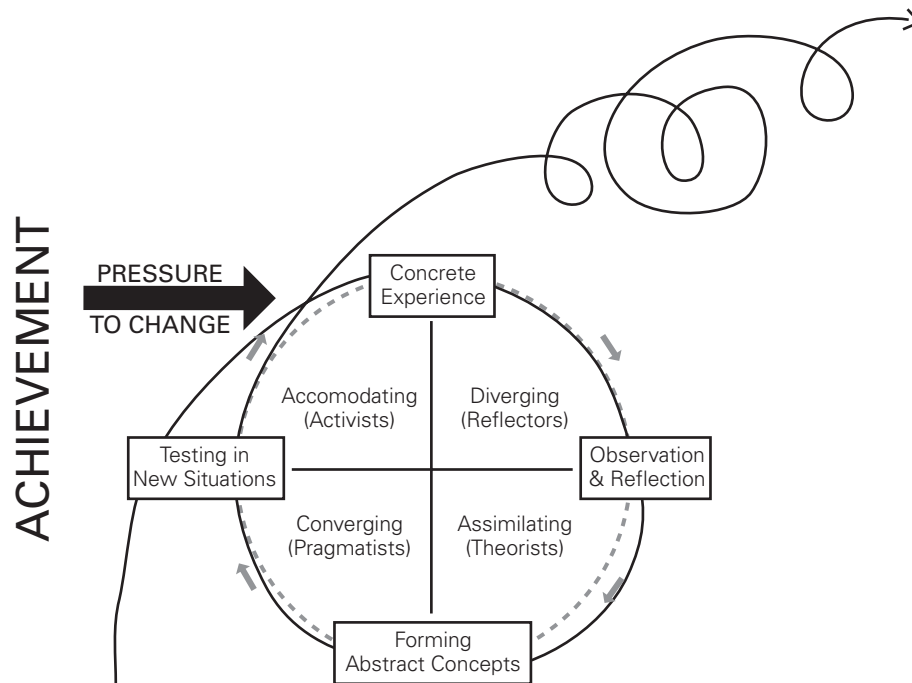 ACHIEVEMENT
PRESSURE
TO CHANGE
Concrete
Experience
Accomodating
(Activists)
Diverging
(Reflectors)
Testing in
New Situations
Observation
& Reflection
Converging
(Pragmatists)
Assimilating
(Theorists)
Forming
Abstract Concepts